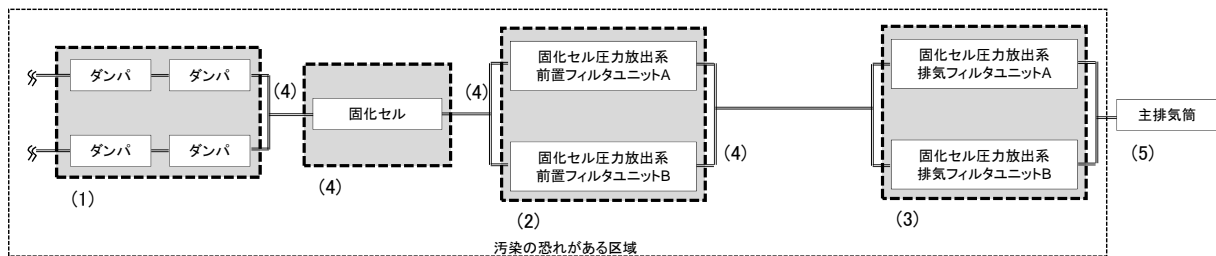 ダンパ
ダンパ
(4)
固化セル
(4)
固化セル圧力放出系
前置フィルタユニットA
固化セル圧力放出系
排気フィルタユニットA
主排気筒
(5)
ダンパ
ダンパ
(1)
(4)
固化セル圧力放出系
前置フィルタユニットB
(4)
(2)
固化セル圧力放出系
排気フィルタユニットB
(3)
汚染の恐れがある区域